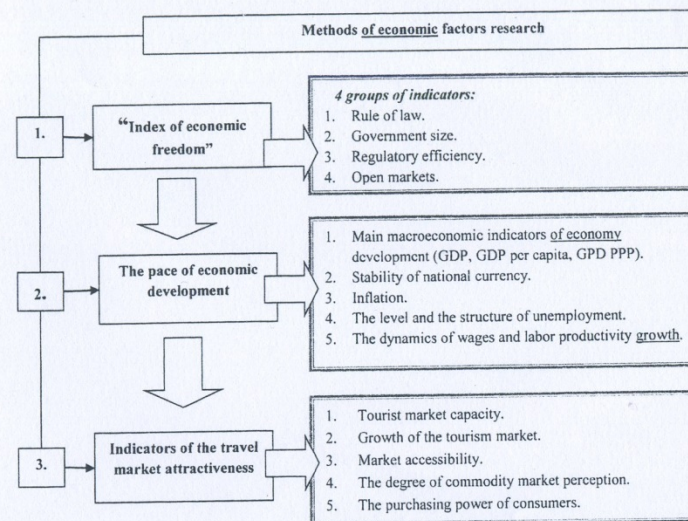 Methods of economic factors research
1.
“Index of economic
freedom”
4 groups of indicators:
1. Rule of law.
2. Government size.
3. Regulatory efficiency.
4. Open markets.
2.
The pace of economic
development
1. Main macroeconomic indicators of economy
development (GDP, GDP per capita, GPD PPP).
2. Stability of national currency.
3. Inflation.
4. The level and the structure of unemployment.
5. The dynamics of wages and labor productivity growth.
3.
Indicators of the travel
market attractiveness
1. Tourist market capacity.
2. Growth of the tourism market.
3. Market accessibility.
4. The degree of commodity market perception.
5. The purchasing power of consumers.